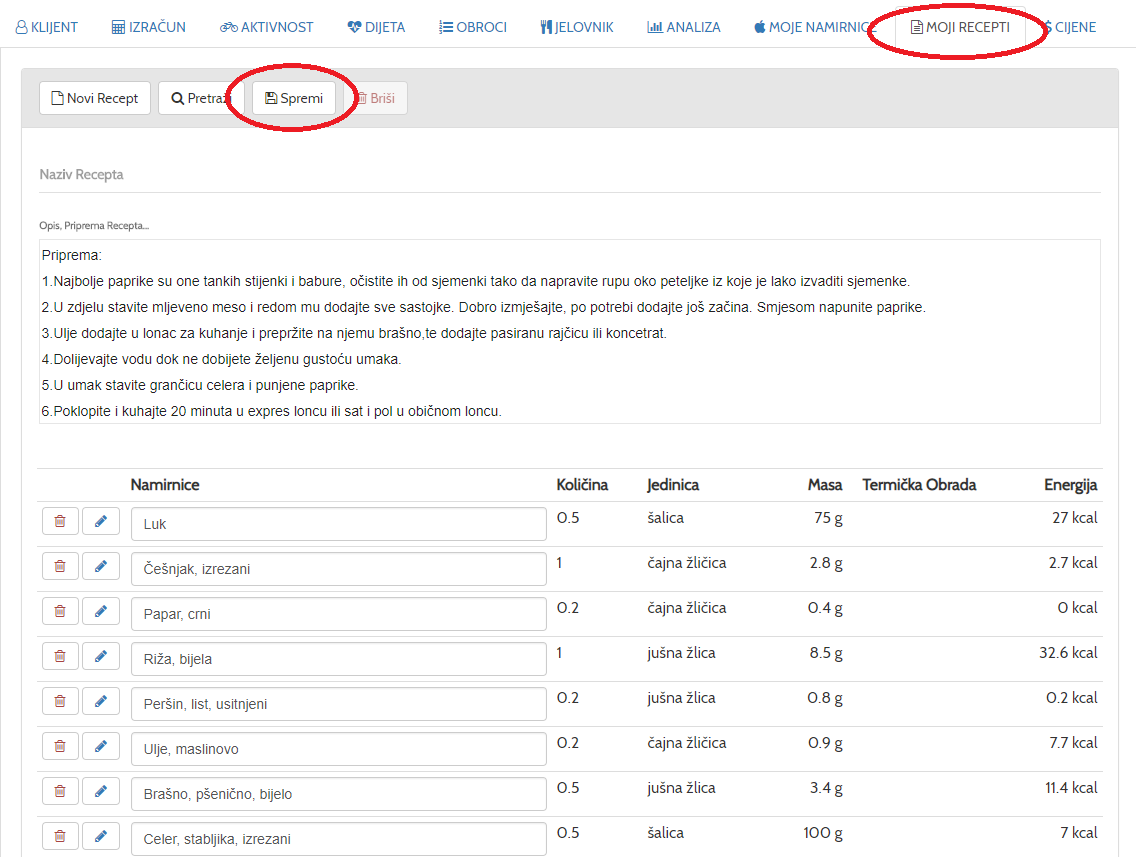 KLIJENT IZRAČUN AKTIVNOST DIJETA OBROCI JELOVNIK ANALIZA MOJE NAMIRNICE MOJI RECEPTI CIJENE
Novi Recept Pretraži Spremi Briši
Naziv Recepta
Opis, Priprema Recepta...
Priprema:
1.Najbolje paprike su one tankih stijenki i babure, očistite ih od sjemenki tako da napravite rupu oko peteljke iz koje je lako izvaditi sjemenke.
2.U zdjelu stavite mljeveno meso i redom mu dodajte sve sastojke. Dobro izmješajte, po potrebi dodajte još začina. Smjesom napunite paprike.
3.Ulje dodajte u lonac za kuhanje i prepržite na njemu brašno,te dodajte pasiranu rajčicu ili koncetrat.
4.Dolijevajte vodu dok ne dobijete željenu gustoću umaka.
5.U umak stavite grančicu celera i punjene paprike.
6.Poklopite i kuhajte 20 minuta u expres loncu ili sat i pol u običnom loncu.
Namirnice Količina Jedinica Masa Termička Obrada Energija
Luk 0.5 šalica 75 g 27 kcal
Češnjak, izrezani 1 čajna žličica 2.8 g 2.7 kcal
Papar, crni 0.2 čajna žličica 0.4 g 0 kcal
Riža, bijela 1 jušna žlica 8.5 g 32.6 kcal
Peršin, list, usitnjeni 0.2 jušna žlica 0.8 g 0.2 kcal
Ulje, maslinovo 0.2 čajna žličica 0.9 g 7.7 kcal
Brašno, pšenično, bijelo 0.5 jušna žlica 3.4 g 11.4 kcal
Celer, stabljika, izrezani 0.5 šalica 100 g 7 kcal